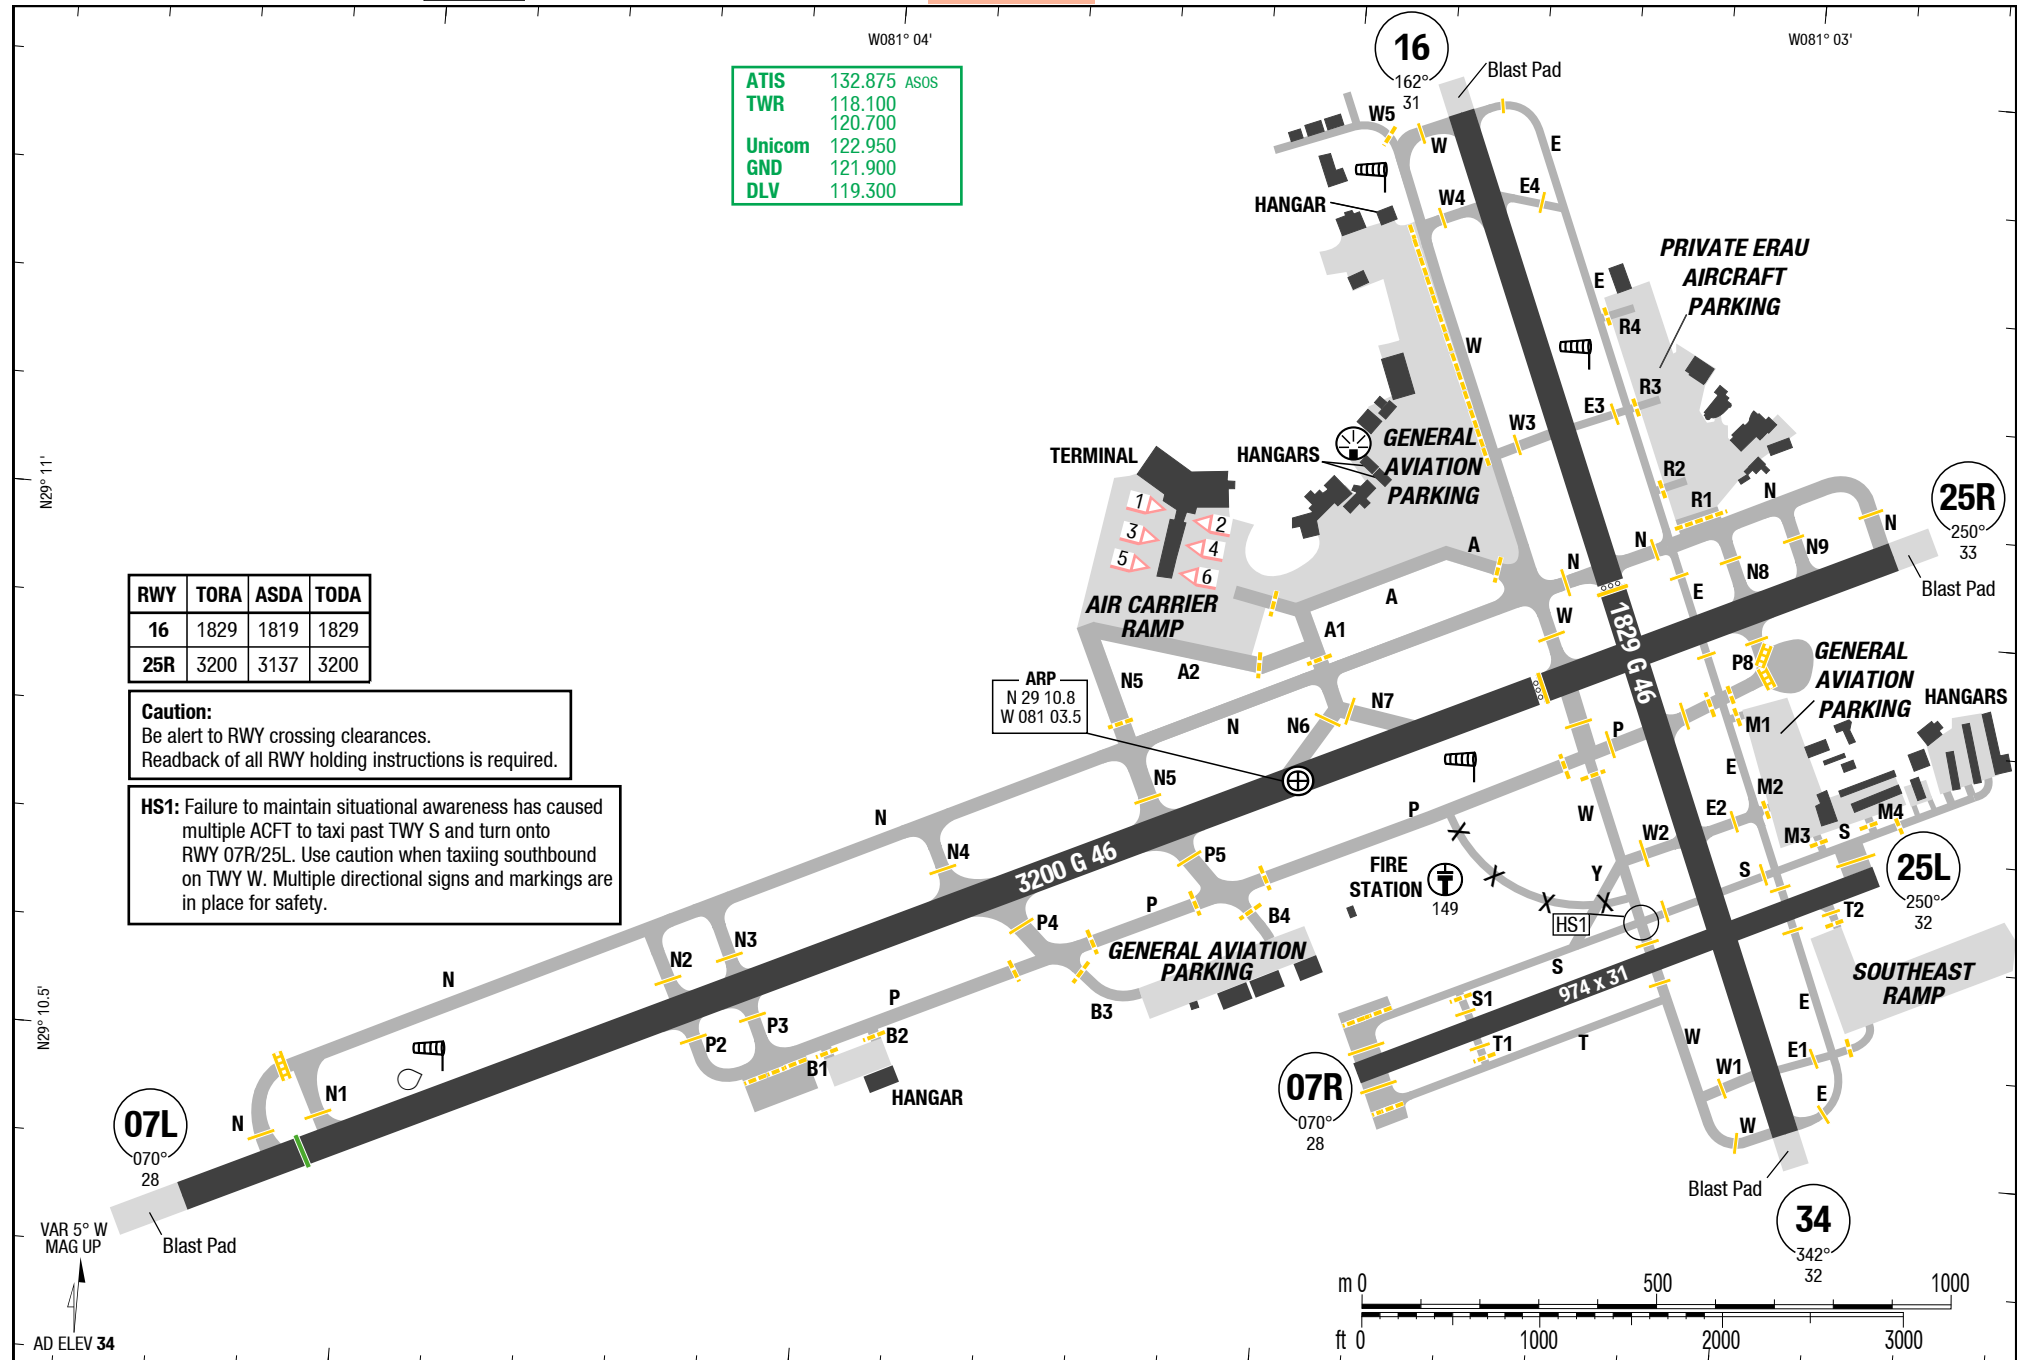 W081° 04'
W081° 03'
16
162°
31
Blast Pad
ATIS 132.875 ASOS
TWR 118.100
120.700
Unicom 122.950
GND 121.900
DLV 119.300
W5
W
E
E4
W4
HANGAR
PRIVATE ERAU
AIRCRAFT
PARKING
E
R4
W
R3
E3
W3
TERMINAL
HANGARS
GENERAL
AVIATION
PARKING
N29° 11'
R2
R1
N
25R
250°
33
1
2
3
4
5
6
A
N
N
N
N9
N8
Blast Pad
RWY TORA ASDA TODA
16 1829 1819 1829
25R 3200 3137 3200
AIR CARRIER
RAMP
A
A1
W
E
1829 G 46
P8
GENERAL
AVIATION
PARKING
HANGARS
ARP
N 29 10.8
W 081 03.5
N5
A2
N7
N
N6
P
M1
Caution:
Be alert to RWY crossing clearances.
Readback of all RWY holding instructions is required.
N5
E
M2
HS1: Failure to maintain situational awareness has caused
multiple ACFT to taxi past TWY S and turn onto
RWY 07R/25L. Use caution when taxiing southbound
on TWY W. Multiple directional signs and markings are
in place for safety.
N
P
W
E2
M4
N4
3200 G 46
P5
W2
M3
S
FIRE
STATION
149
Y
S
25L
250°
32
P
B4
HS1
T2
N3
P4
N2
GENERAL AVIATION
PARKING
S
974 x 31
SOUTHEAST
RAMP
N
P
B3
S1
E
N29° 10.5'
P3
P2
B2
B1
T1
T
W
E1
W1
HANGAR
N1
N
07L
070°
28
07R
070°
28
E
W
Blast Pad
34
342°
32
VAR 5° W
MAG UP
Blast Pad
AD ELEV 34
m 0 500 1000
ft 0 1000 2000 3000